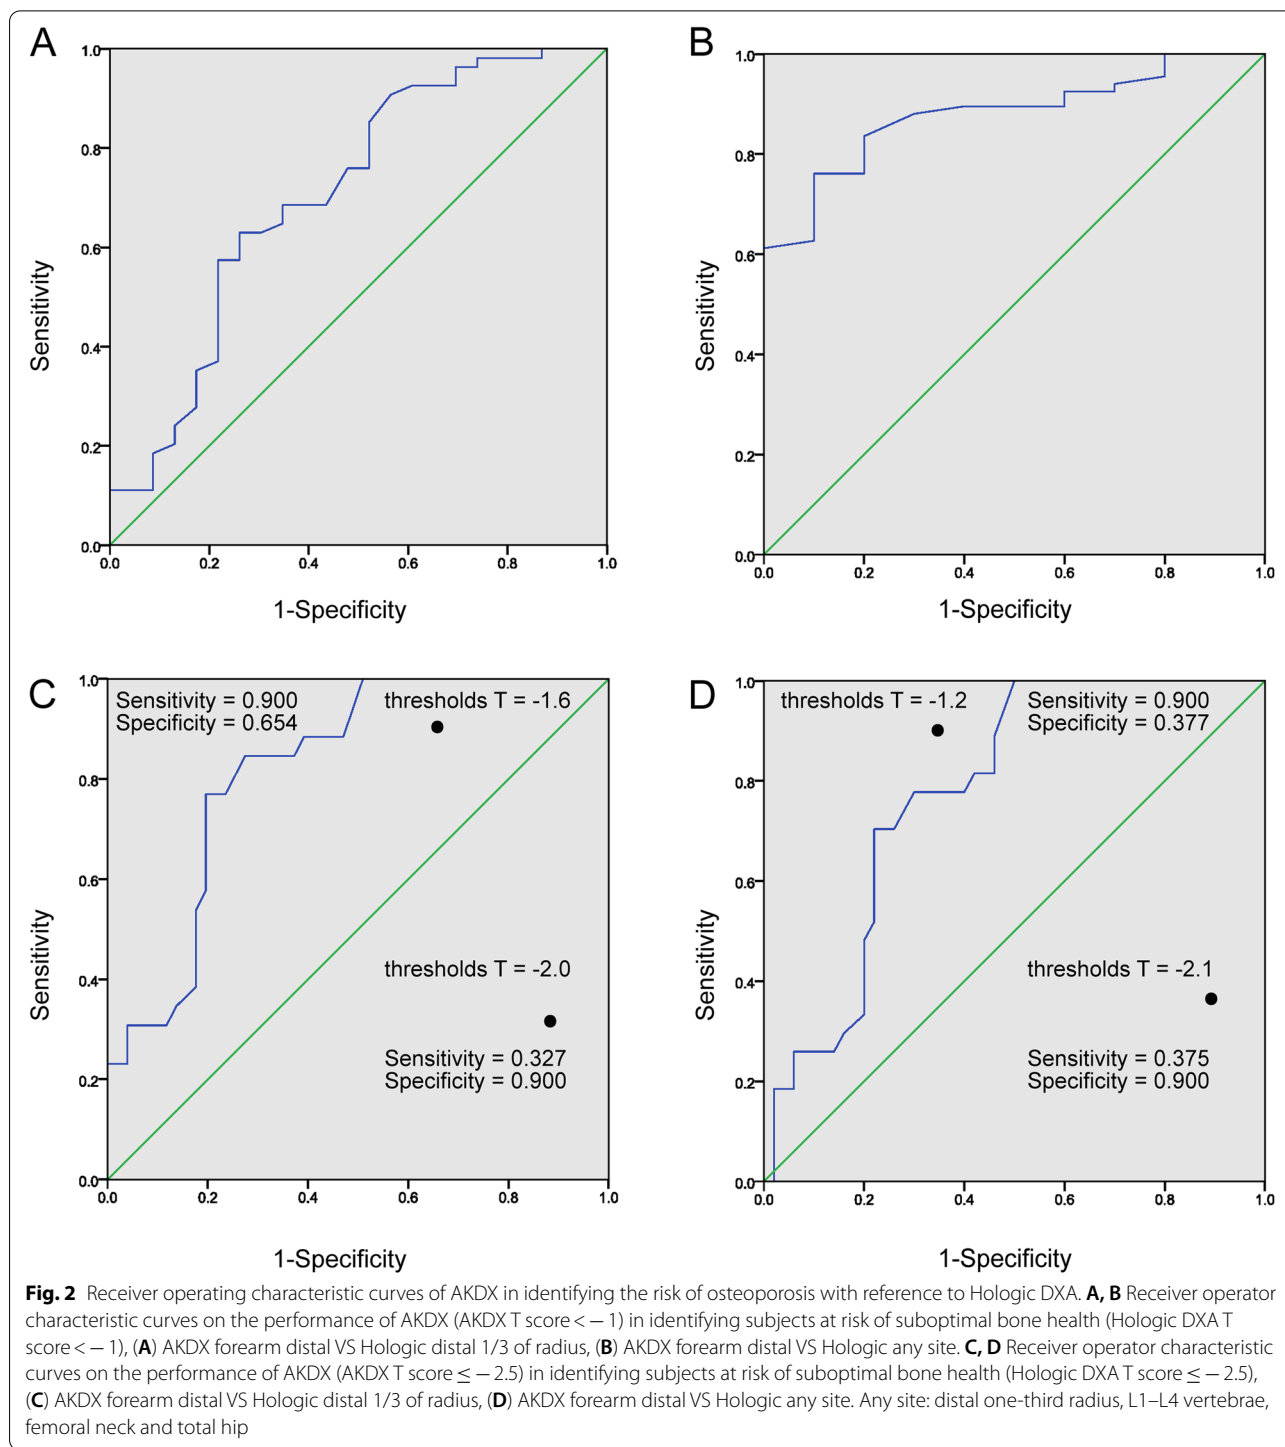 A
1.0
0.8
0.6
0.4
0.2
0.0
0.0 0.2 0.4 0.6 0.8 1.0
Sensitivity
1-Specificity
B
1.0
0.8
0.6
0.4
0.2
0.0
0.0 0.2 0.4 0.6 0.8 1.0
Sensitivity
1-Specificity
C
1.0
0.8
0.6
0.4
0.2
0.0
0.0 0.2 0.4 0.6 0.8 1.0
Sensitivity
1-Specificity
Sensitivity = 0.900
Specificity = 0.654
thresholds T = -1.6
thresholds T = -2.0
Sensitivity = 0.327
Specificity = 0.900
D
1.0
0.8
0.6
0.4
0.2
0.0
0.0 0.2 0.4 0.6 0.8 1.0
Sensitivity
1-Specificity
thresholds T = -1.2
Sensitivity = 0.900
Specificity = 0.377
thresholds T = -2.1
Sensitivity = 0.375
Specificity = 0.900
Fig. 2 Receiver operating characteristic curves of AKDX in identifying the risk of osteoporosis with reference to Hologic DXA. A, B Receiver operator
characteristic curves on the performance of AKDX (AKDX T score < − 1) in identifying subjects at risk of suboptimal bone health (Hologic DXA T
score < − 1), (A) AKDX forearm distal VS Hologic distal 1/3 of radius, (B) AKDX forearm distal VS Hologic any site. C, D Receiver operator characteristic
curves on the performance of AKDX (AKDX T score ≤ − 2.5) in identifying subjects at risk of suboptimal bone health (Hologic DXA T score ≤ − 2.5),
(C) AKDX forearm distal VS Hologic distal 1/3 of radius, (D) AKDX forearm distal VS Hologic any site. Any site: distal one-third radius, L1–L4 vertebrae,
femoral neck and total hip